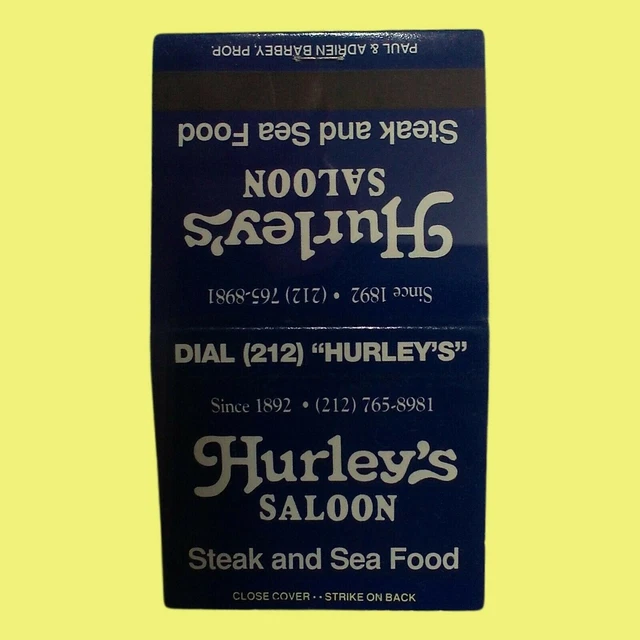 PAUL & ADRIEN BARBEY, PROP.
Steak and Sea Food
Hurley's
SALOON
Since 1892 • (212) 765-8981
DIAL (212) “HURLEY'S”
Since 1892 • (212) 765-8981
Hurley's
SALOON
Steak and Sea Food
CLOSE COVER - - STRIKE ON BACK